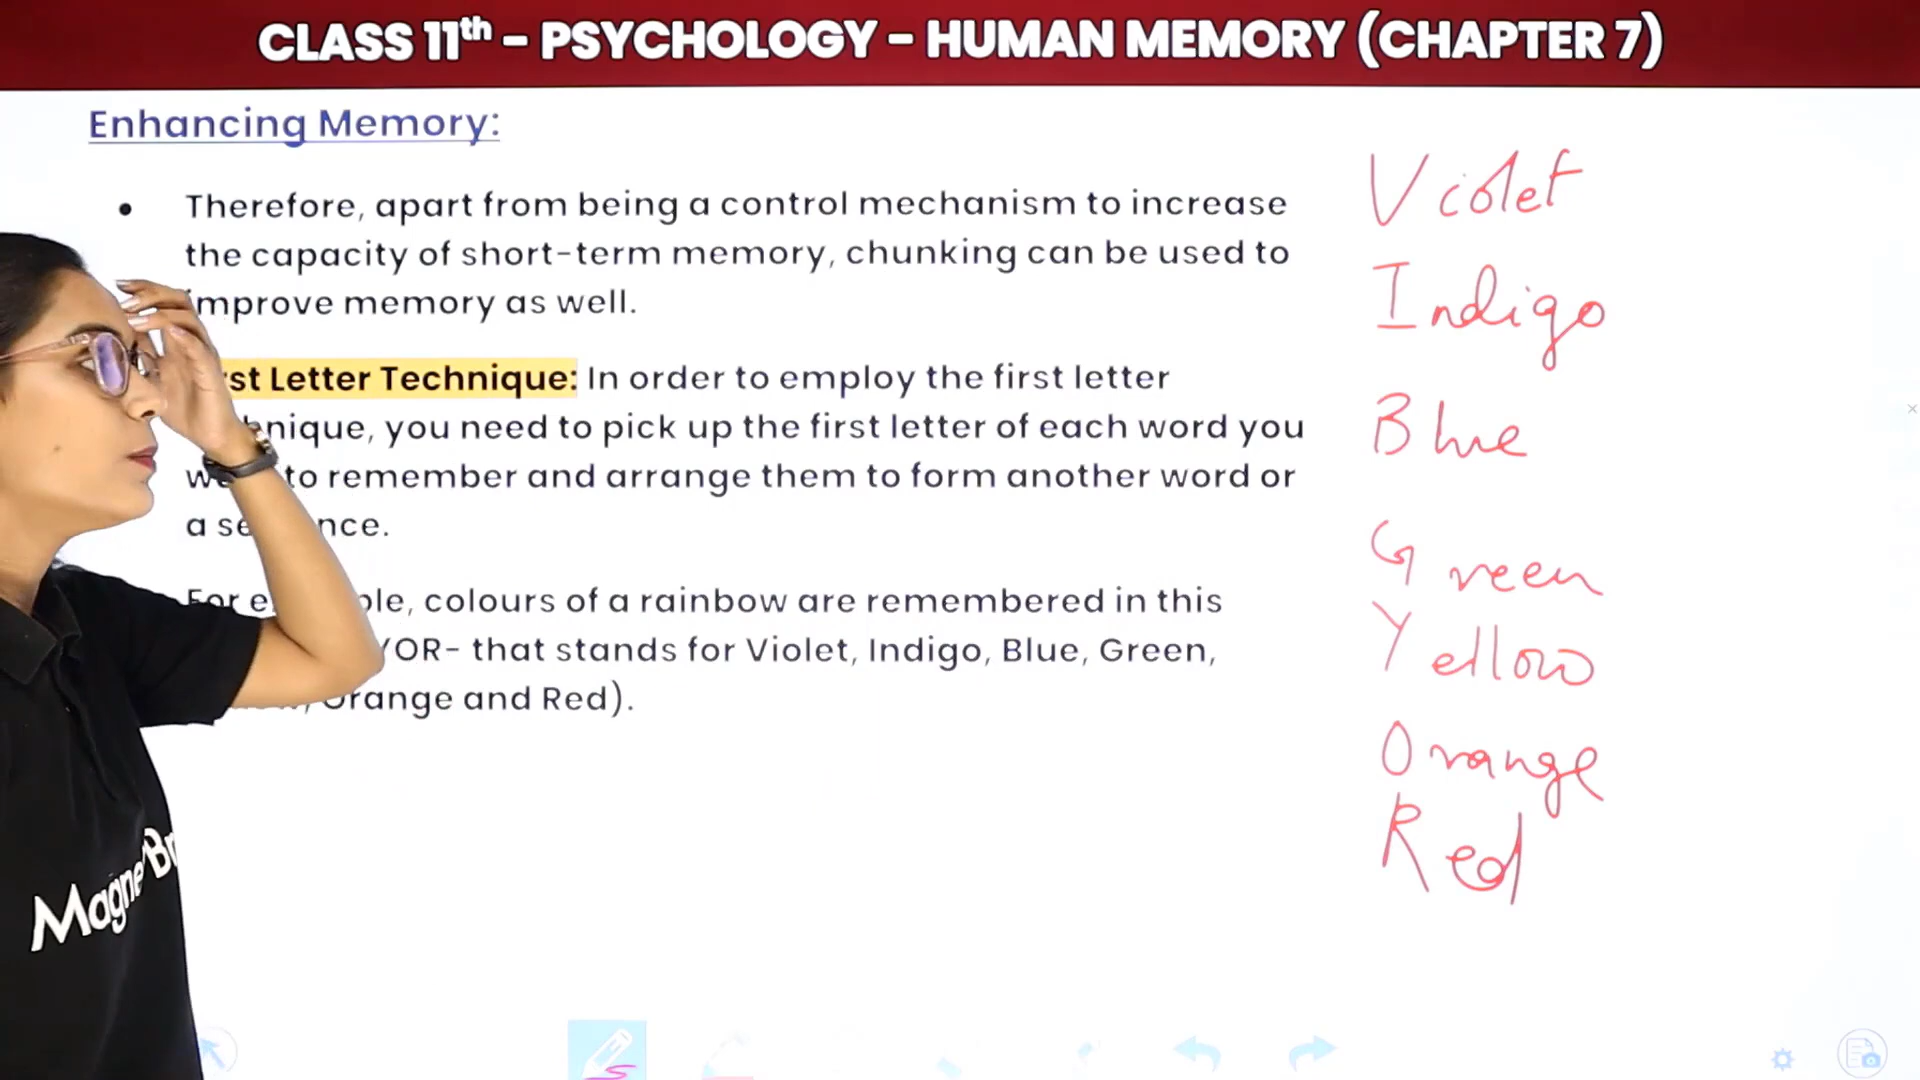 CLASS 11th - PSYCHOLOGY - HUMAN MEMORY (CHAPTER 7)
Enhancing Memory:
• Therefore, apart from being a control mechanism to increase
the capacity of short-term memory, chunking can be used to
improve memory as well.
st Letter Technique: In order to employ the first letter
nique, you need to pick up the first letter of each word you
to remember and arrange them to form another word or
a se nce.
For e ple, colours of a rainbow are remembered in this
YOR- that stands for Violet, Indigo, Blue, Green,
Orange and Red).
Violet
Indigo
Blue
Green
Yellow
Orange
Red
Magne Br